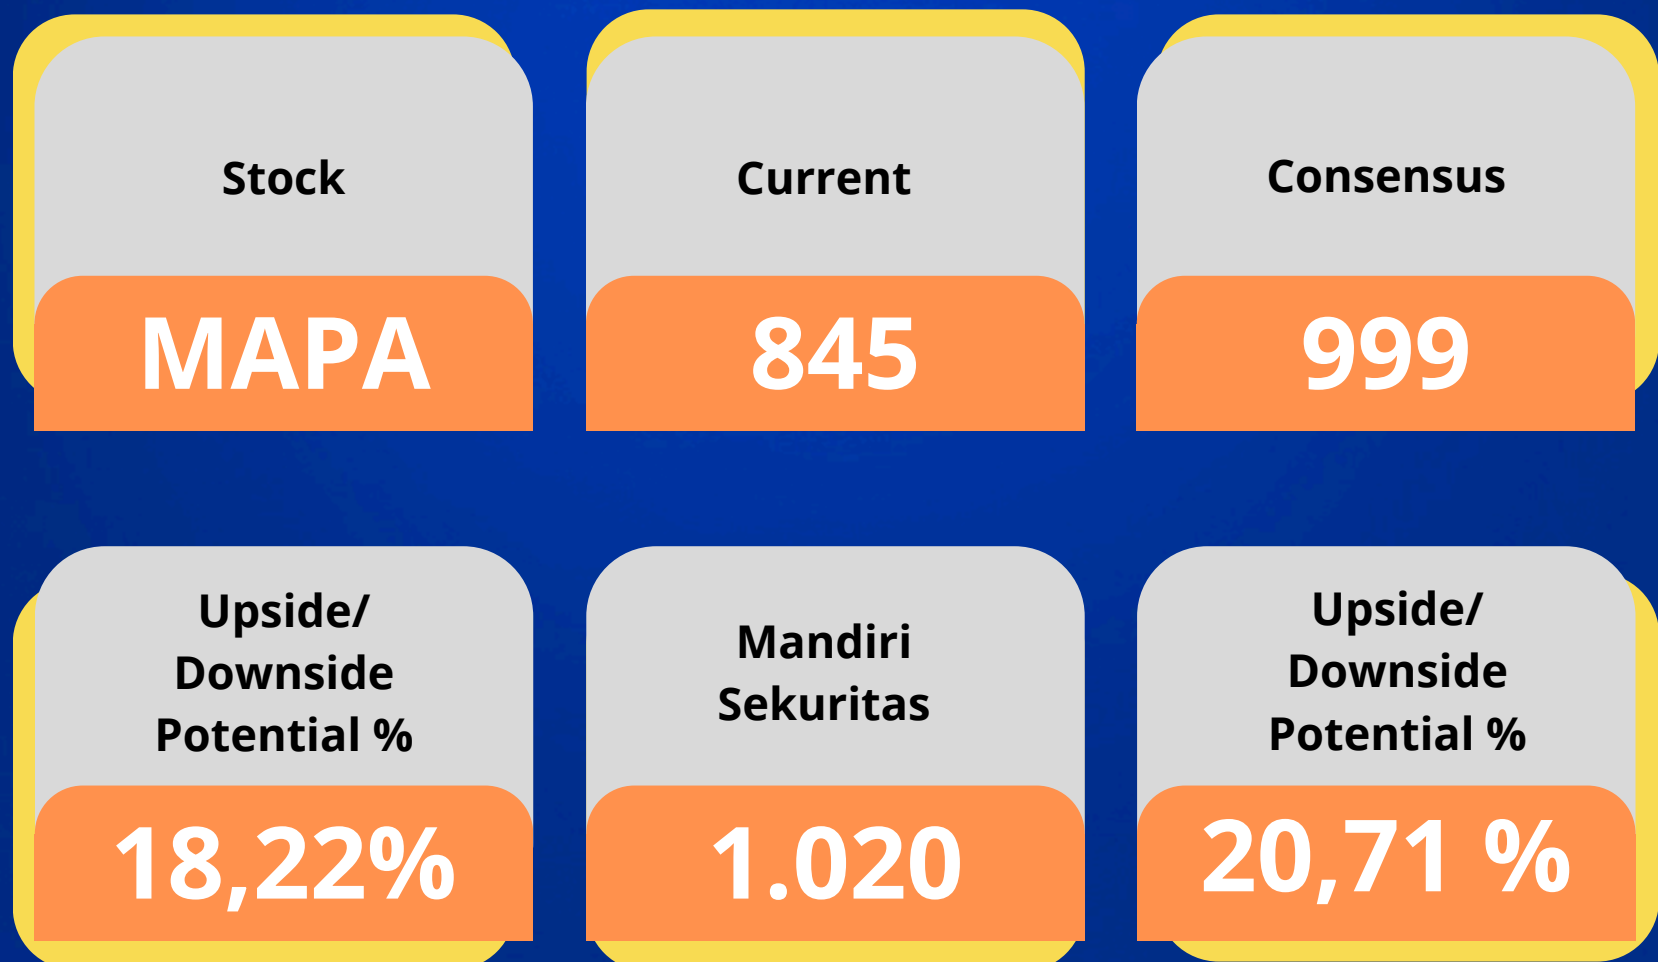 Stock
MAPA
Current
845
Consensus
999
Upside/
Downside
Potential %
18,22%
Mandiri
Sekuritas
1.020
Upside/
Downside
Potential %
20,71 %